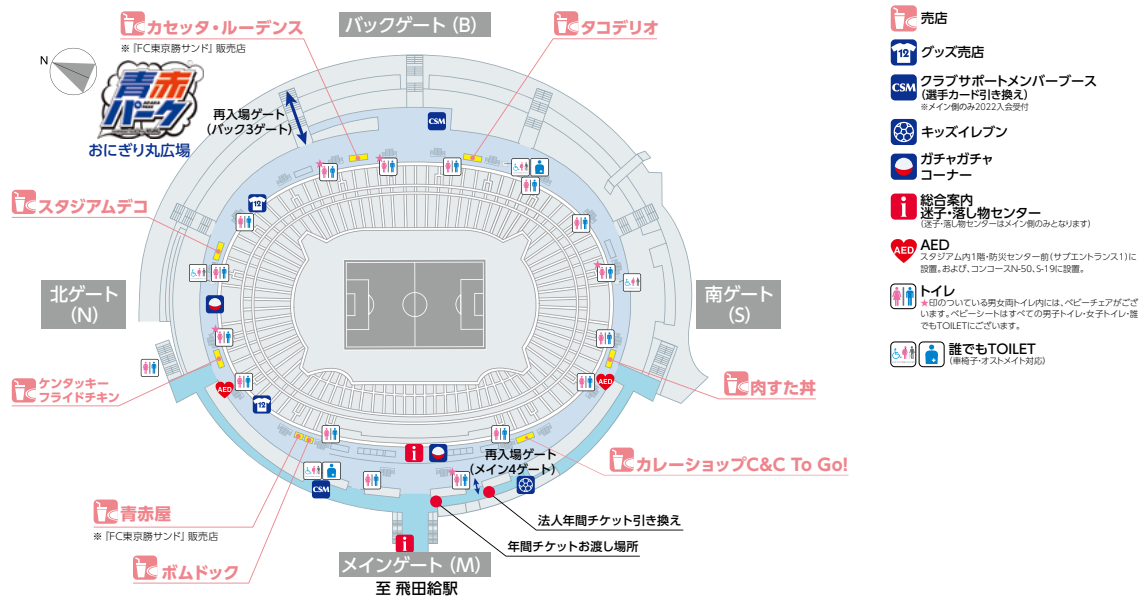 カセッタ・ルーデンス
※『FC東京勝サンド』販売店
バックゲート（B）
タコデリオ
N
青赤
パーク
おにぎり丸広場
再入場ゲート
（バック3ゲート）
CSM
12
スタジアムデコ
北ゲート
（N）
南ゲート
（S）
ケンタッキー
フライドチキン
AED
12
AED
肉すた丼
i
再入場ゲート
（メイン4ゲート）
カレーショップC&C To Go!
CSM
青赤屋
※『FC東京勝サンド』販売店
法人年間チケット引き換え
年間チケットお渡し場所
i
ボムドック
メインゲート（M）
至 飛田給駅
売店
12
グッズ売店
CSM
クラブサポートメンバーブース
（選手カード引き換え）
※メイン側のみ2022入会受付
キッズイレブン
ガチャガチャ
コーナー
i
総合案内
迷子・落し物センター
（迷子・落し物センターはメイン側のみとなります）
AED
AED
スタジアム内1階・防災センター前（サブエントランス1）に
設置。および、コンコースN-50、S-19に設置。
トイレ
★印のついている男女両トイレ内には、ベビーチェアがござ
います。ベビーシートはすべての男子トイレ・女子トイレ・誰
でもTOILETにございます。
誰でもTOILET
（車椅子・オストメイト対応）